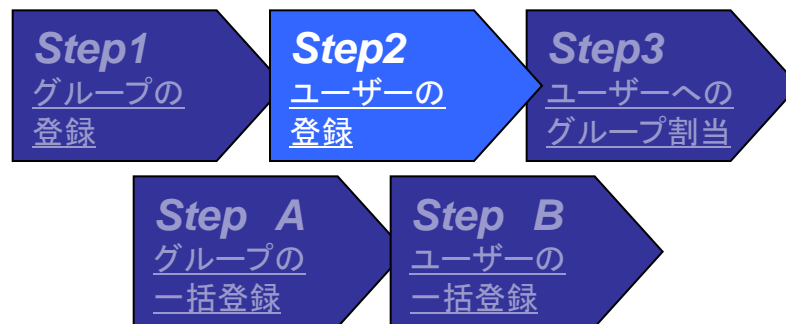 Step1
グループの
登録
Step2
ユーザーの
登録
Step3
ユーザーへの
グループ割当
Step A
グループの
一括登録
Step B
ユーザーの
一括登録